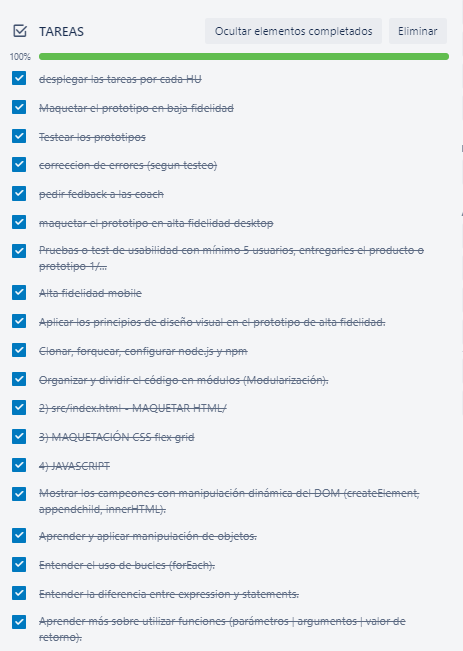 TAREAS
Ocultar elementos completados
Eliminar
100%
desplegar las tareas por cada HU
Maquetar el prototipo en baja fidelidad
Testear los prototipos
correccion de errores (segun testeo)
pedir fedback a las coach
maquetar el prototipo en alta fidelidad desktop
Pruebas o test de usabilidad con mínimo 5 usuarios, entregarles el producto o
prototipo 1/...
Alta fidelidad mobile
Aplicar los principios de diseño visual en el prototipo de alta fidelidad.
Clonar, forquear, configurar node.js y npm
Organizar y dividir el código en módulos (Modularización).
2) src/index.html - MAQUETAR HTML/
3) MAQUETACIÓN CSS flex grid
4) JAVASCRIPT
Mostrar los campeones con manipulación dinámica del DOM (createElement,
appendchild, innerHTML).
Aprender y aplicar manipulación de objetos.
Entender el uso de bucles (forEach).
Entender la diferencia entre expression y statements.
Aprender más sobre utilizar funciones (parámetros | argumentos | valor de
retorno).